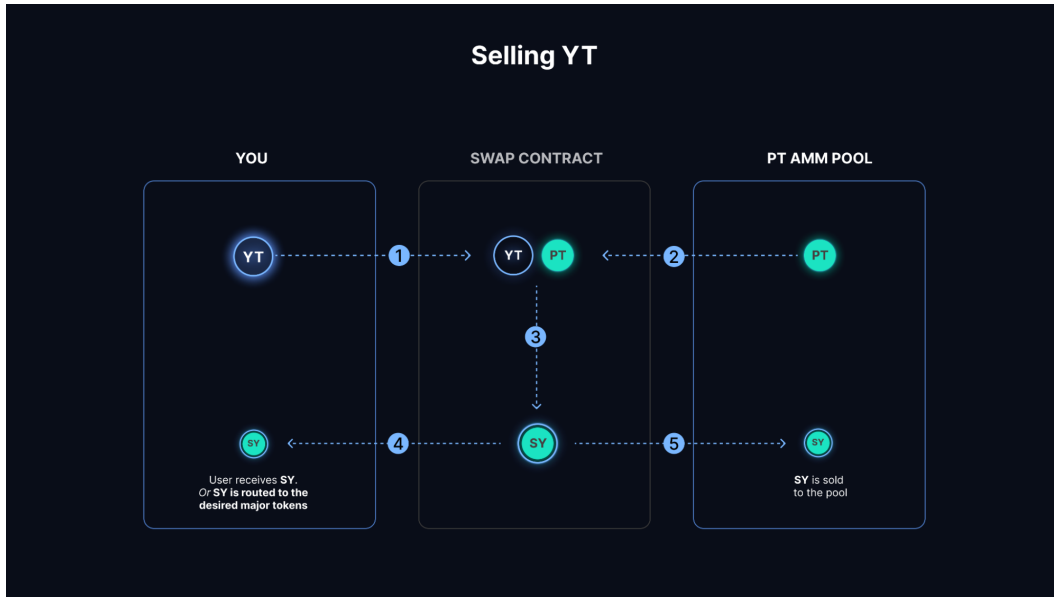 Selling YT
YOU
SWAP CONTRACT
PT AMM POOL
YT
1
YT
PT
2
PT
3
SY
4
SY
5
SY
User receives SY.
Or SY is routed to the
desired major tokens
SY is sold
to the pool